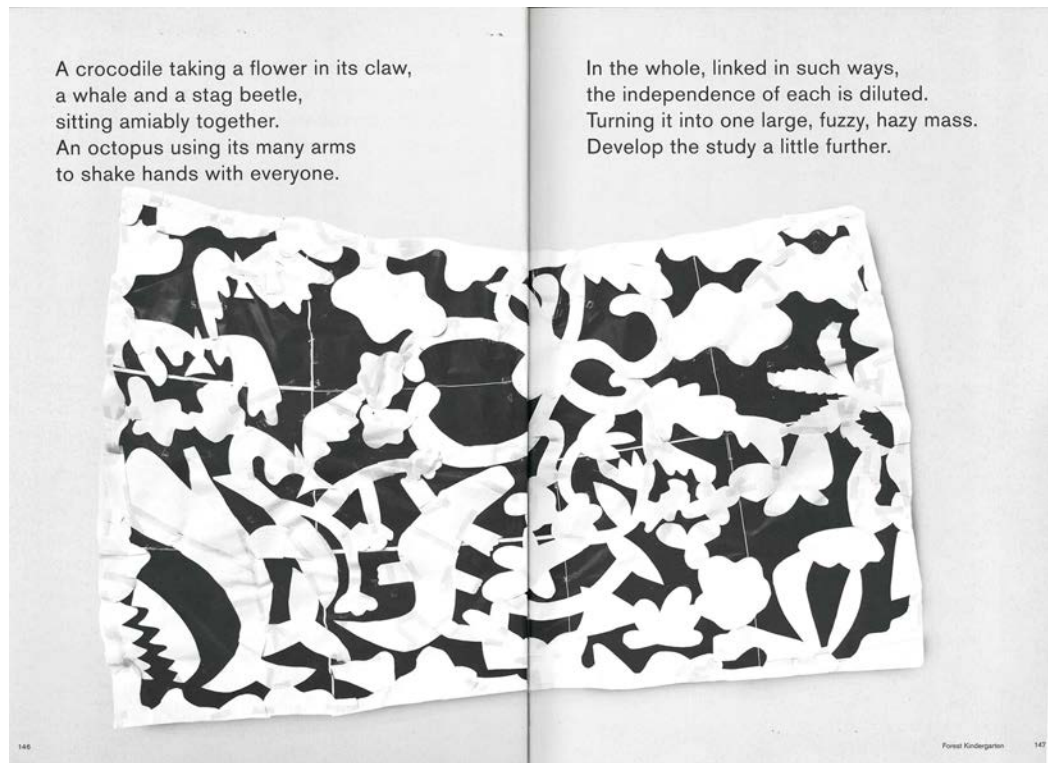 A crocodile taking a flower in its claw,
a whale and a stag beetle,
sitting amiably together.
An octopus using its many arms
to shake hands with everyone.
In the whole, linked in such ways,
the independence of each is diluted.
Turning it into one large, fuzzy, hazy mass.
Develop the study a little further.
146
Forest Kindergarten
147